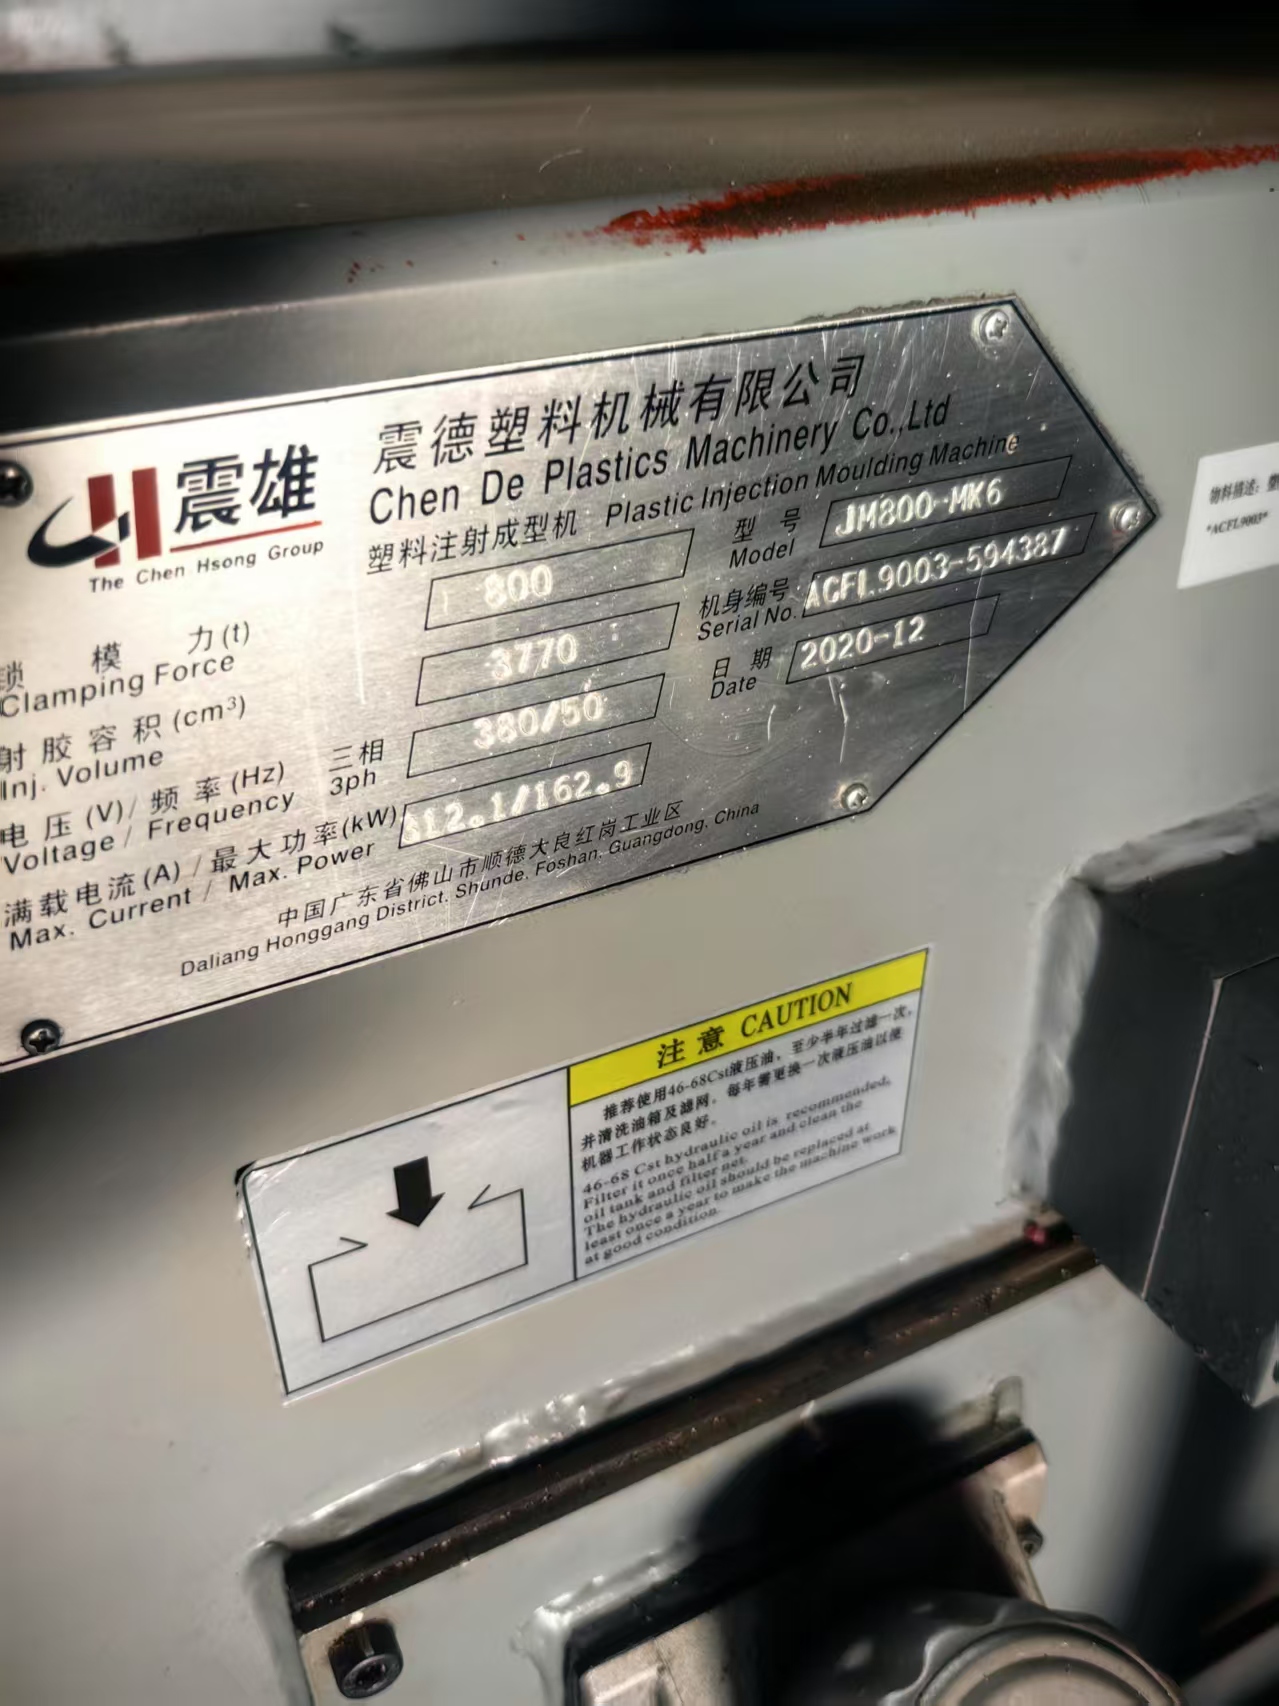 震雄
The Chen Hsong Group
震德塑料机械有限公司
Chen De Plastics Machinery Co.,Ltd
塑料注射成型机 Plastic Injection Moulding Machine
锁模力(t) 800
Clamping Force
射胶容积(cm³) 3770
Inj. Volume
电压(V)/频率(Hz) 三相 380/50
Voltage / Frequency 3ph
满载电流(A)/最大功率(kW) 612.1/162.9
Max. Current / Max. Power
型号 JM800-MK6
Model
机身编号 ACFL9003-594387
Serial No.
日期 2020-12
Date
中国广东省佛山市顺德大良红岗工业区
Daliang Honggang District, Shunde, Foshan, Guangdong, China
物料描述：塑
*ACFL9003*
注意 CAUTION
推荐使用46-68Cst液压油，至少半年过滤一次，
并清洗油箱及滤网，每年需更换一次液压油以使
机器工作状态良好。
46-68 Cst hydraulic oil is recommended,
Filter it once half a year and clean the
oil tank and filter net.
The hydraulic oil should be replaced at
least once a year to make the machine work
at good condition.